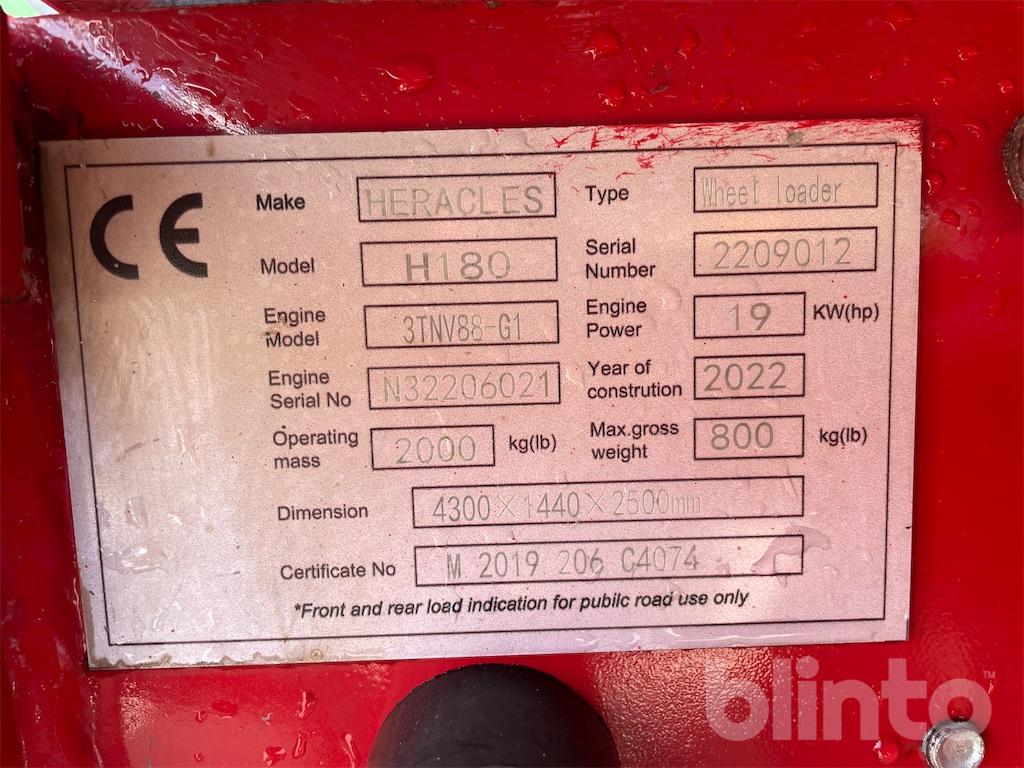 CE
Make HERACLES Type Wheel loader
Model H180 Serial Number 2209012
Engine Model 3TNV88-G1 Engine Power 19 KW(hp)
Engine Serial No N32206021 Year of constrution 2022
Operating mass 2000 kg(lb) Max.gross weight 800 kg(lb)
Dimension 4300×1440×2500mm
Certificate No M 2019 206 C4074
*Front and rear load indication for pubilc road use only
blinto™